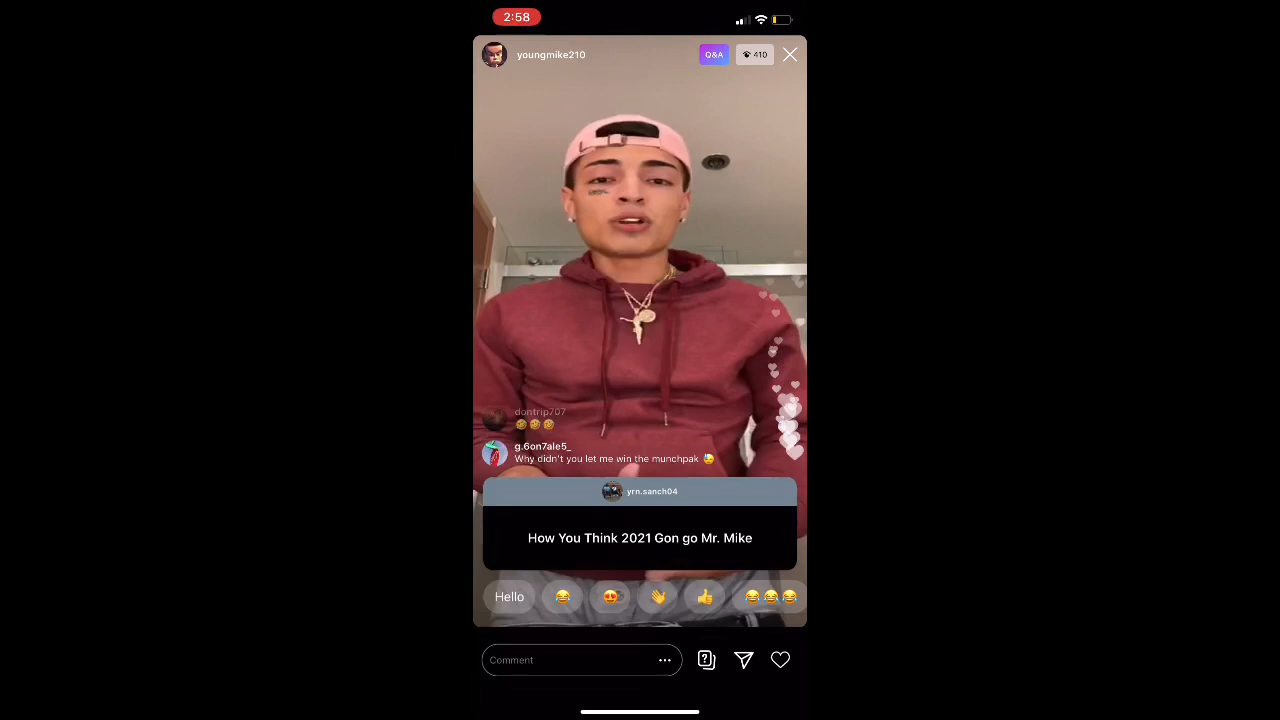 2:58
youngmike210
Q&A
410
dontrip707
g.6on7ale5_
Why didn't you let me win the munchpak
yrn.sanch04
How You Think 2021 Gon go Mr. Mike
Hello
Comment